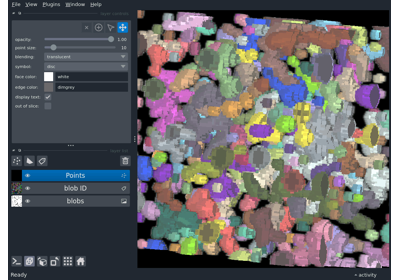 File View Plugins Window Help
opacity: 1.00
point size: 10
blending: translucent
symbol: disc
face color: white
edge color: dimgrey
display text:
out of slice:
Points
blob ID
blobs
Ready
activity